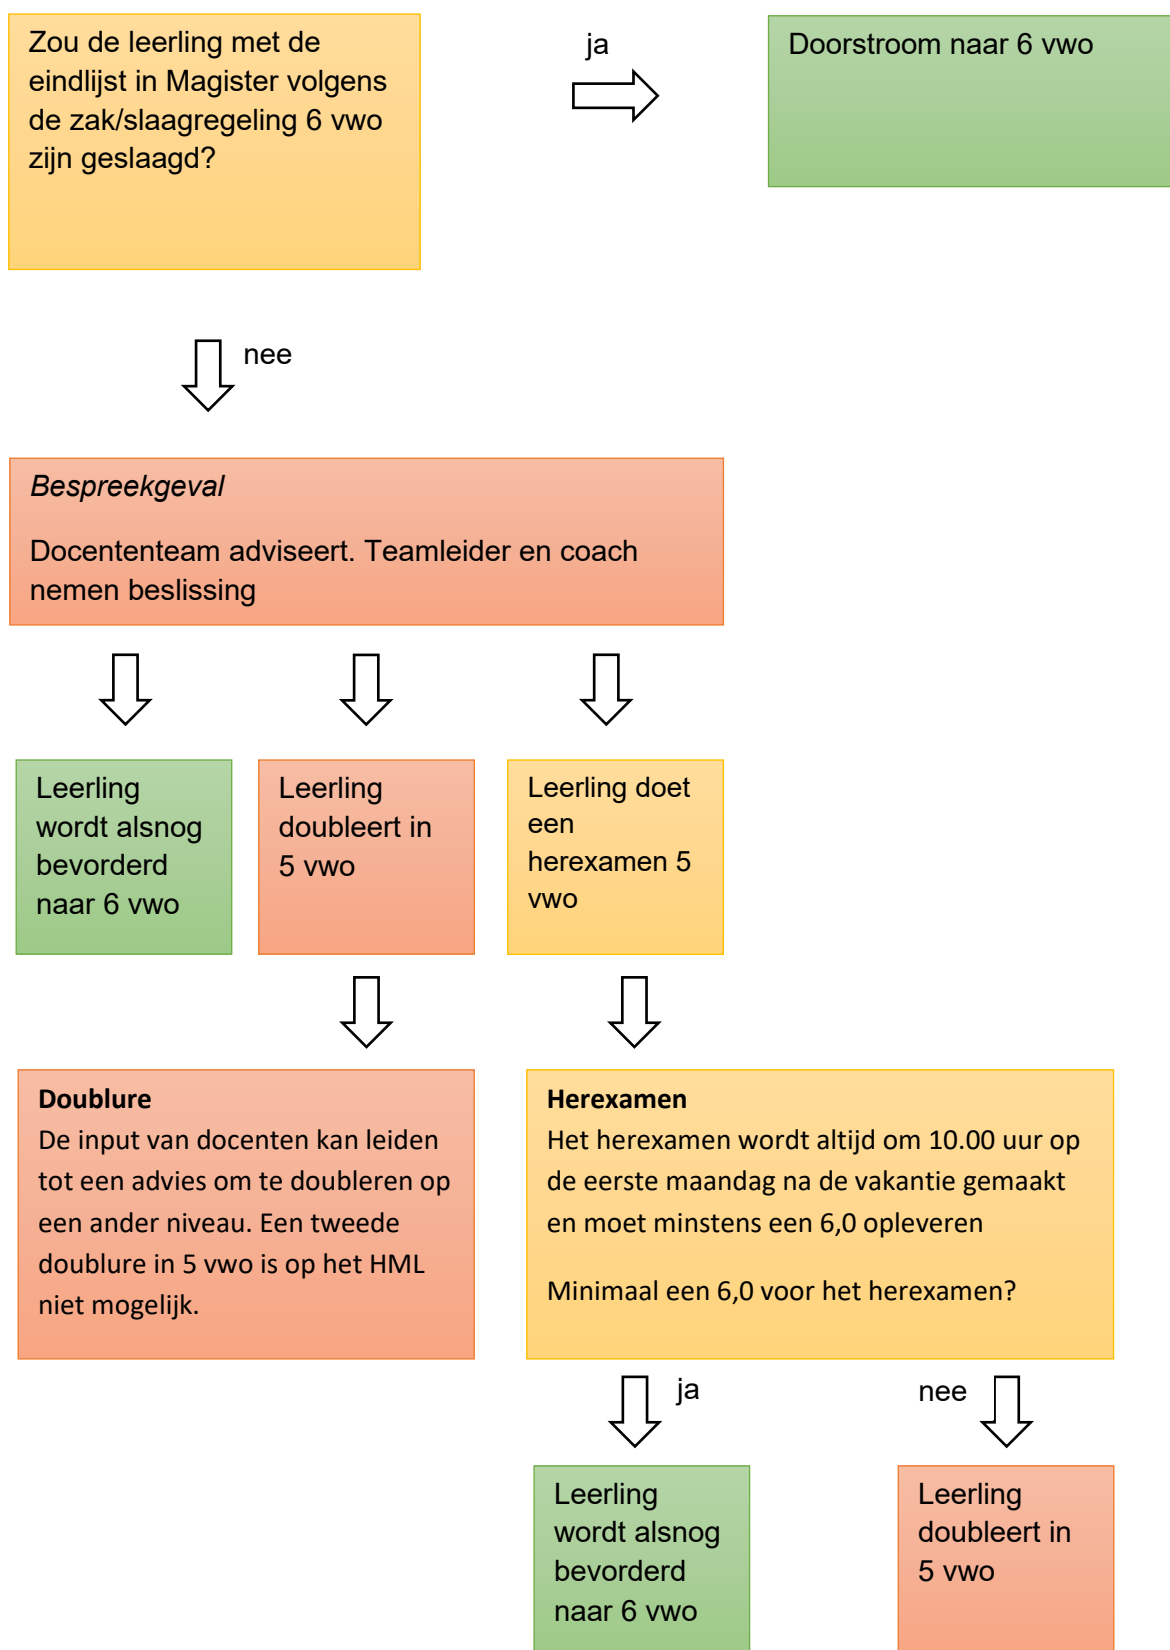 Zou de leerling met de
eindlijst in Magister volgens
de zak/slaagregeling 6 vwo
zijn geslaagd?
ja
Doorstroom naar 6 vwo
nee
Bespreekgeval
Docententeam adviseert. Teamleider en coach
nemen beslissing
Leerling
wordt alsnog
bevorderd
naar 6 vwo
Leerling
doubleert in
5 vwo
Leerling doet
een
herexamen 5
vwo
Doublure
De input van docenten kan leiden
tot een advies om te doubleren op
een ander niveau. Een tweede
doublure in 5 vwo is op het HML
niet mogelijk.
Herexamen
Het herexamen wordt altijd om 10.00 uur op
de eerste maandag na de vakantie gemaakt
en moet minstens een 6,0 opleveren
Minimaal een 6,0 voor het herexamen?
ja
nee
Leerling
wordt alsnog
bevorderd
naar 6 vwo
Leerling
doubleert in
5 vwo